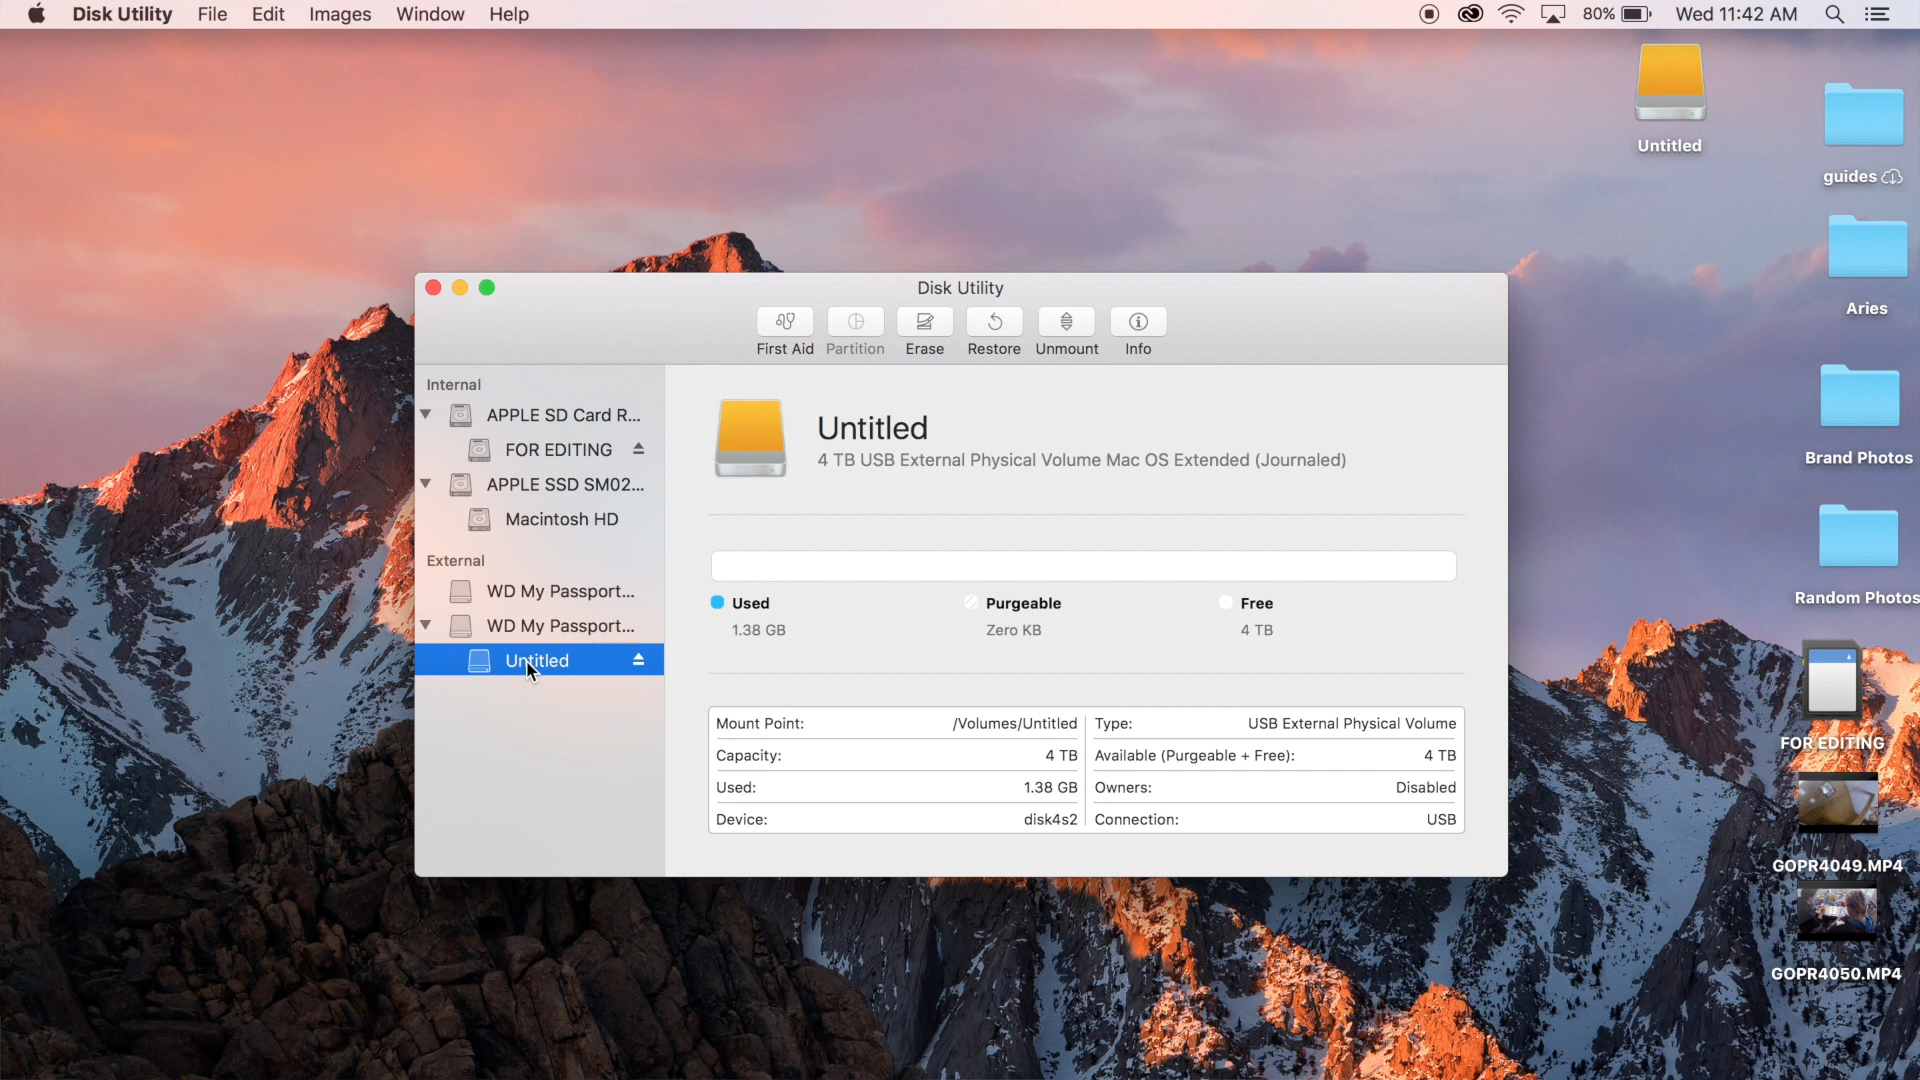 Disk Utility File Edit Images Window Help 80% Wed 11:42 AM
Untitled
guides
Aries
Brand Photos
Random Photos
FOR EDITING
GOPR4049.MP4
GOPR4050.MP4
Disk Utility
First Aid Partition Erase Restore Unmount Info
Internal
APPLE SD Card R...
FOR EDITING
APPLE SSD SM02...
Macintosh HD
External
WD My Passport...
WD My Passport...
Untitled
Untitled
4 TB USB External Physical Volume Mac OS Extended (Journaled)
Used Purgeable Free
1.38 GB Zero KB 4 TB
Mount Point: /Volumes/Untitled Type: USB External Physical Volume
Capacity: 4 TB Available (Purgeable + Free): 4 TB
Used: 1.38 GB Owners: Disabled
Device: disk4s2 Connection: USB